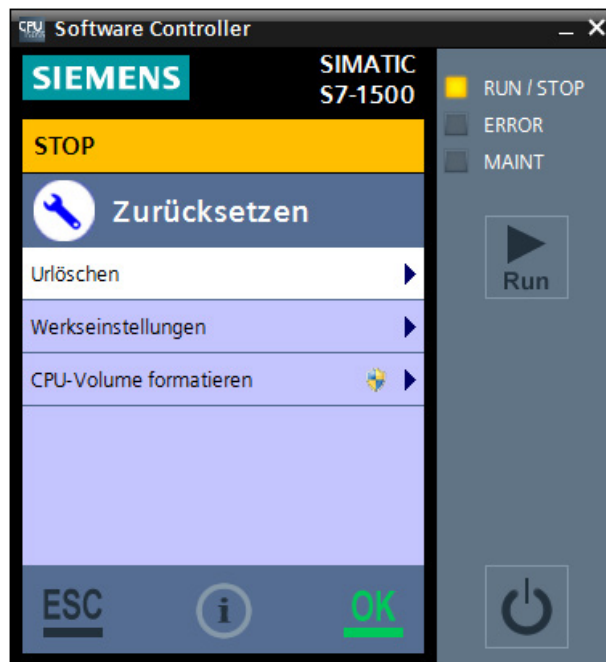 CPU Software Controller
SIEMENS
SIMATIC
S7-1500
STOP
Zurücksetzen
Urlöschen
Werkseinstellungen
CPU-Volume formatieren
ESC
i
OK
RUN / STOP
ERROR
MAINT
Run